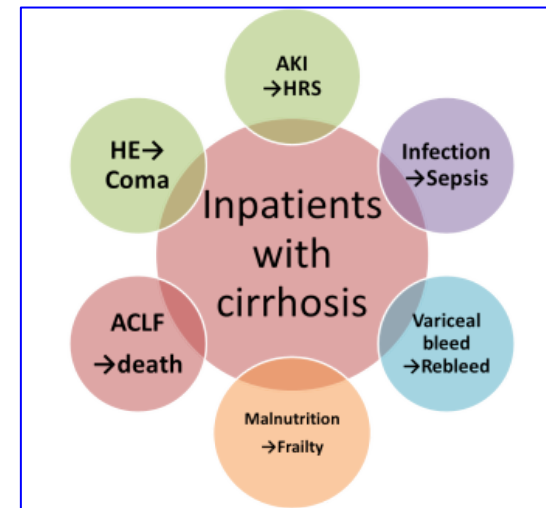 AKI
→HRS
Infection
→Sepsis
Variceal
bleed
→Rebleed
Malnutrition
→Frailty
ACLF
→death
HE→
Coma
Inpatients
with
cirrhosis